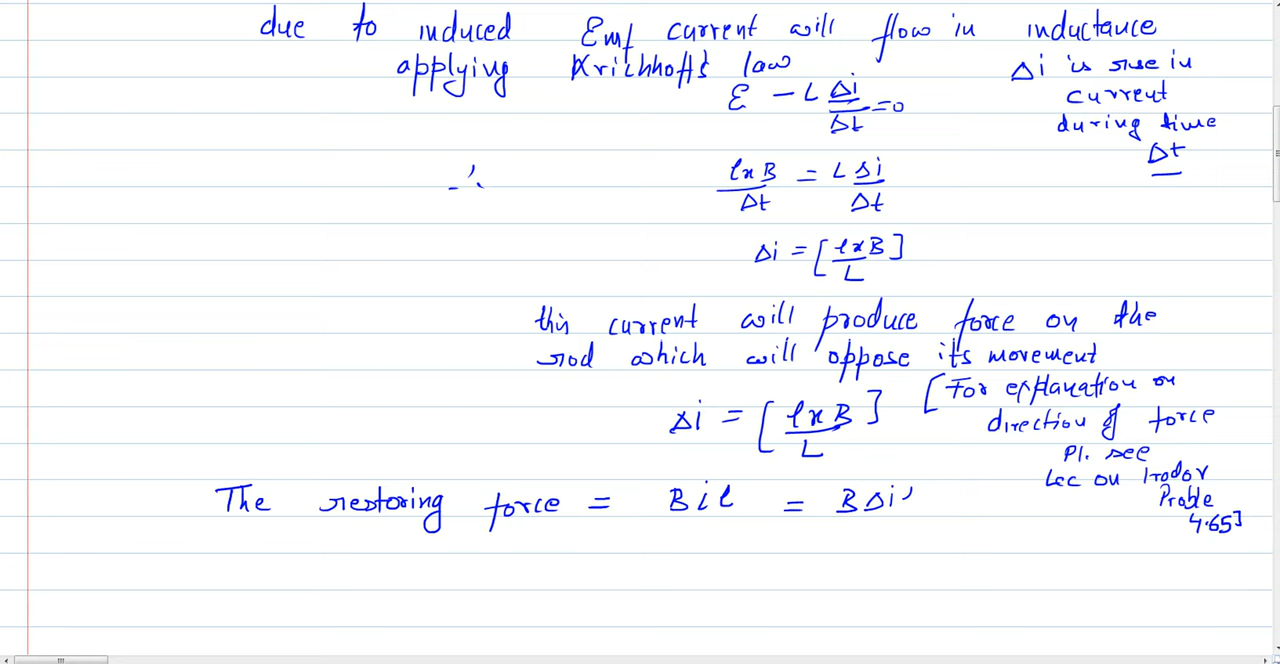 due to induced Emf current will flow in inductance
applying Krichhoff's law
Δi is rise in
current
during time
Δt
ε - L Δi/Δt = 0
∴ lxB/Δt = L Δi/Δt
Δi = [lxB/L]
this current will produce force on the
rod which will oppose its movement
Δi = [lxB/L]
[For explanation on
direction of force
Pl. see
Lec on Irodov
Proble
4.65]
The restoring force = Bil = BΔi